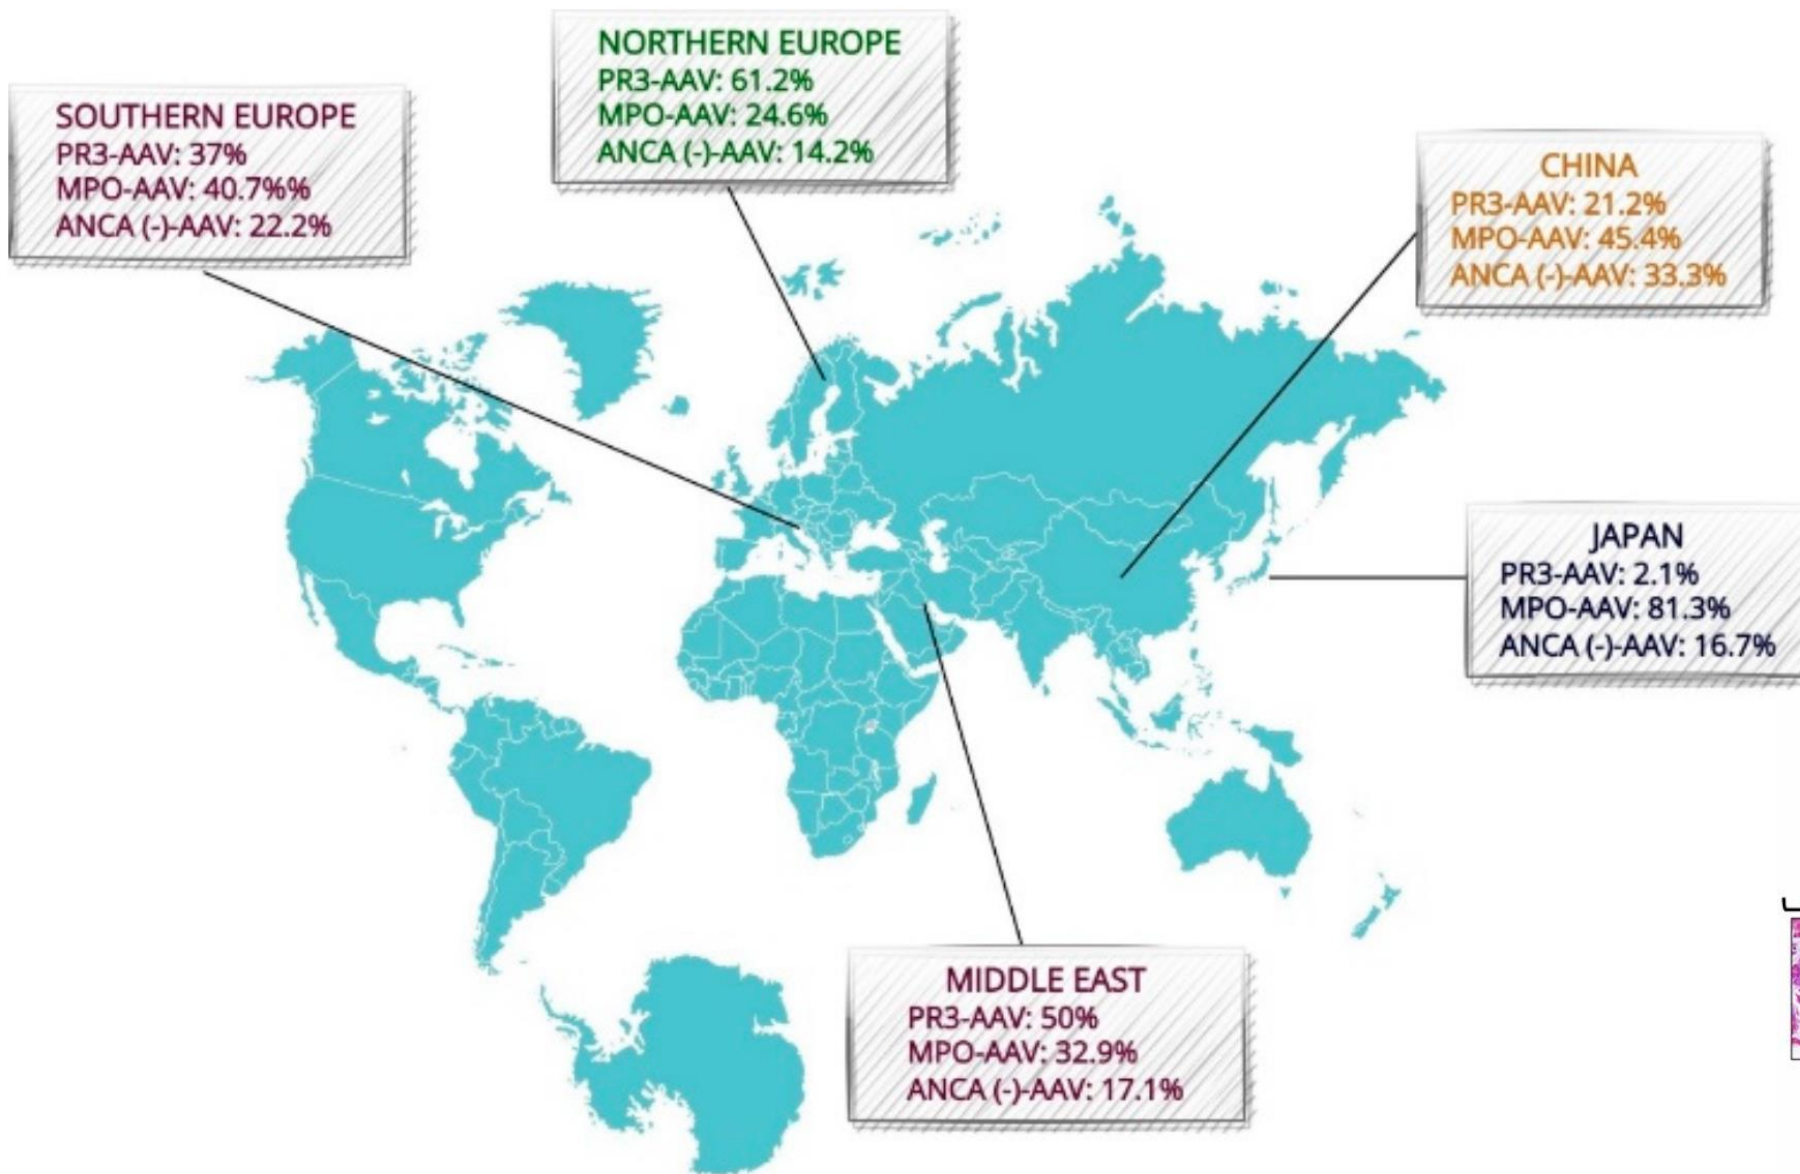 NORTHERN EUROPE
PR3-AAV: 61.2%
MPO-AAV: 24.6%
ANCA (-)-AAV: 14.2%
SOUTHERN EUROPE
PR3-AAV: 37%
MPO-AAV: 40.7%%
ANCA (-)-AAV: 22.2%
CHINA
PR3-AAV: 21.2%
MPO-AAV: 45.4%
ANCA (-)-AAV: 33.3%
JAPAN
PR3-AAV: 2.1%
MPO-AAV: 81.3%
ANCA (-)-AAV: 16.7%
MIDDLE EAST
PR3-AAV: 50%
MPO-AAV: 32.9%
ANCA (-)-AAV: 17.1%